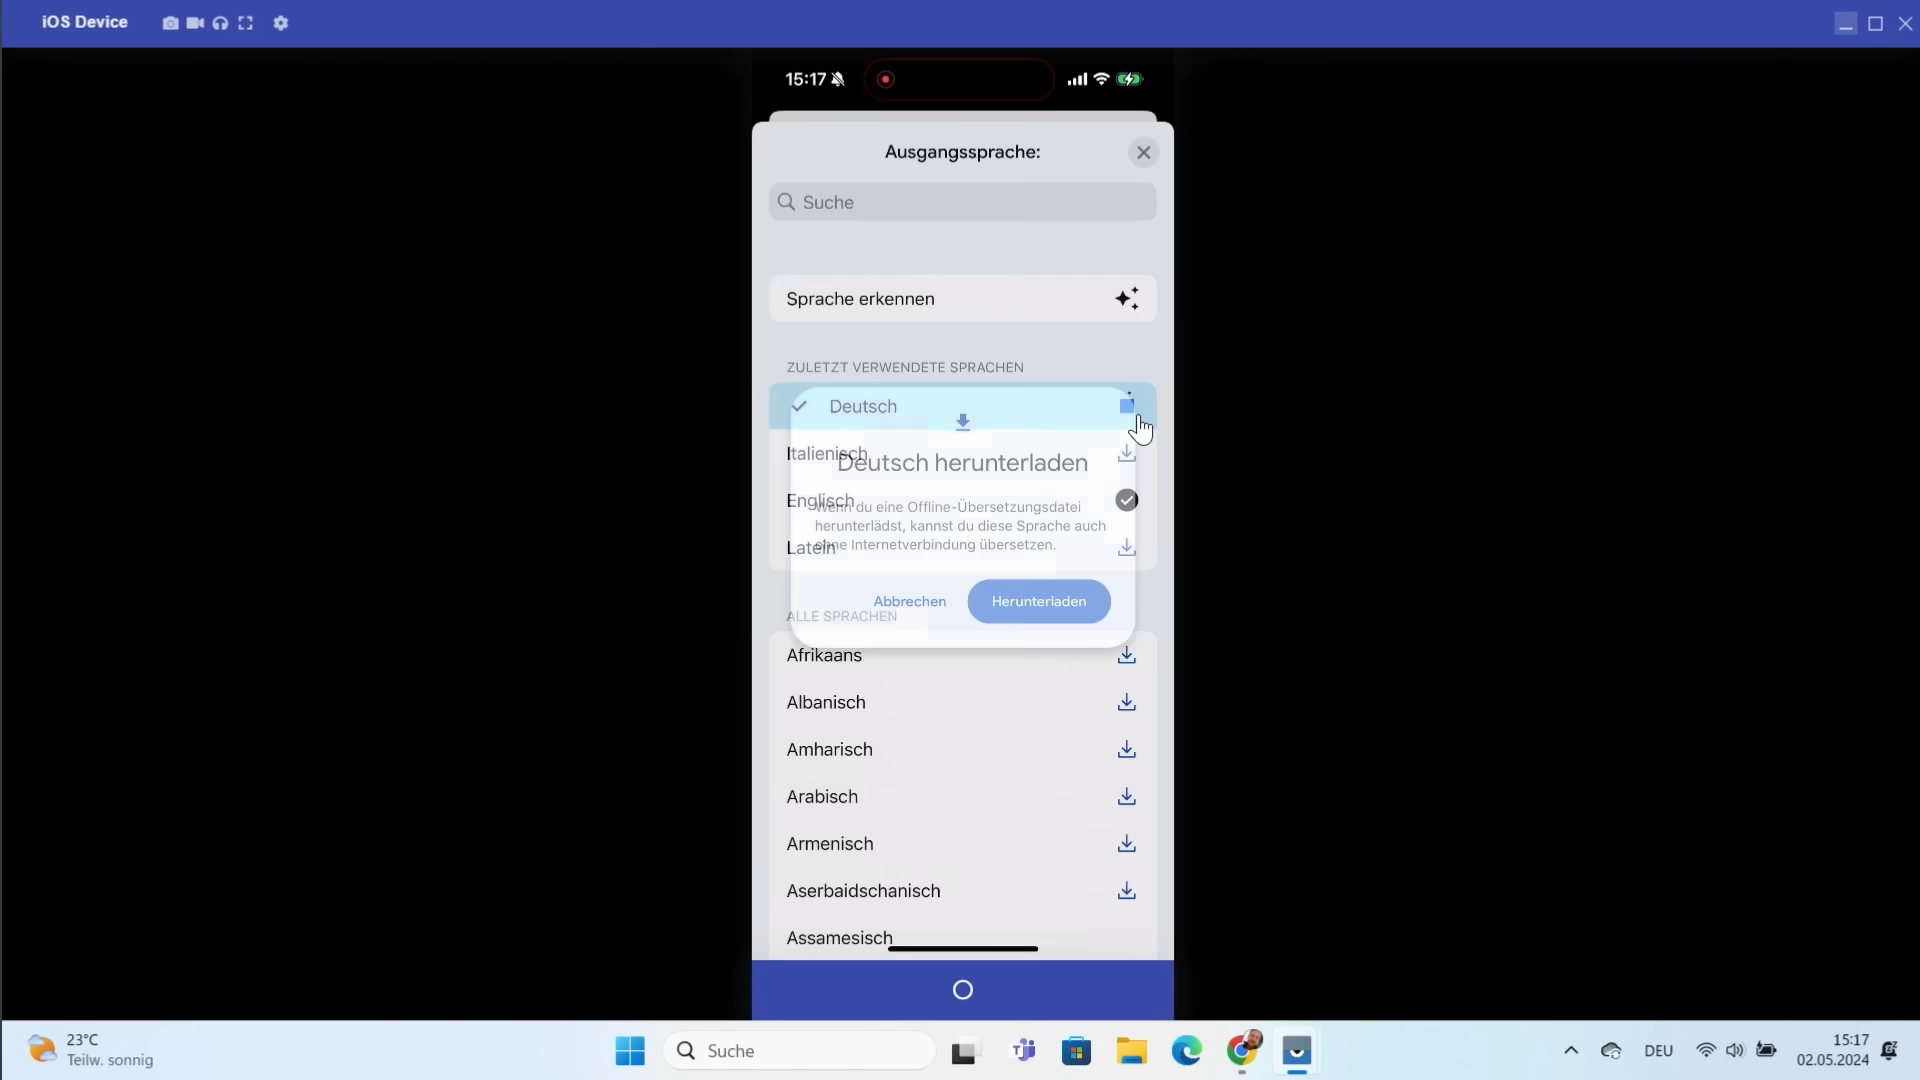 iOS Device
15:17
Ausgangssprache:
Suche
Sprache erkennen
ZULETZT VERWENDETE SPRACHEN
Deutsch
Italienisch
Deutsch herunterladen
Englisch
Wenn du eine Offline-Übersetzungsdatei
herunterlädst, kannst du diese Sprache auch
ohne Internetverbindung übersetzen.
Latein
Abbrechen
Herunterladen
ALLE SPRACHEN
Afrikaans
Albanisch
Amharisch
Arabisch
Armenisch
Aserbaidschanisch
Assamesisch
23°C
Teilw. sonnig
Suche
DEU
15:17
02.05.2024